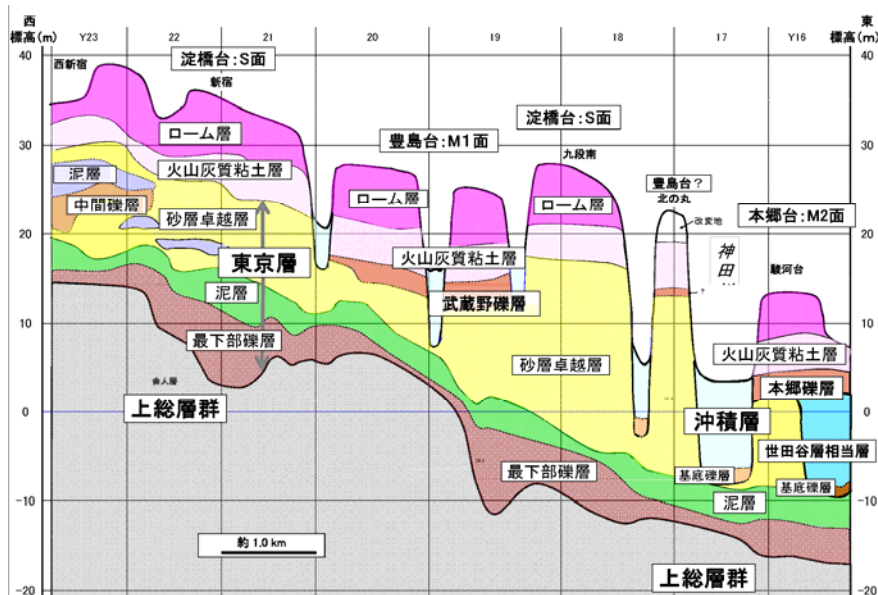 西
標高(m)
Y23
22
21
20
19
18
17
Y16
東
標高(m)
40
30
20
10
0
-10
-20
40
30
20
10
0
-10
-20
西新宿
淀橋台:S面
新宿
豊島台:M1面
淀橋台:S面
九段南
豊島台?
北の丸
改変地
本郷台:M2面
駿河台
神田
ローム層
火山灰質粘土層
泥層
中間礫層
砂層卓越層
東京層
泥層
最下部礫層
舎人層
上総層群
ローム層
火山灰質粘土層
武蔵野礫層
ローム層
砂層卓越層
最下部礫層
?
火山灰質粘土層
本郷礫層
沖積層
世田谷層相当層
基底礫層
基底礫層
泥層
約 1.0 km
上総層群